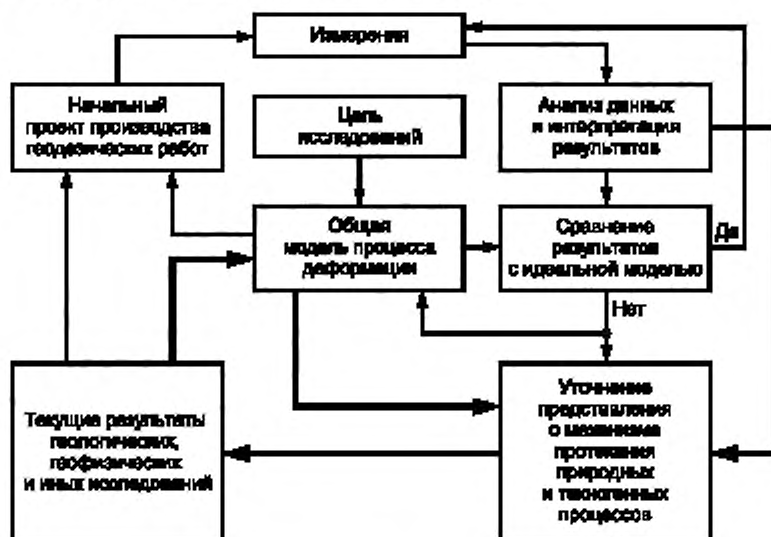 Измерения
Начальный
проект производства
геодезических работ
Цель
исследований
Анализ данных
и интерпретация
результатов
Общая
модель процесса
деформации
Сравнение
результатов
с идеальной моделью
Да
Нет
Текущие результаты
геологических,
геофизических
и иных исследований
Уточнение
представления
о механизме
протекания
природных
и техногенных
процессов